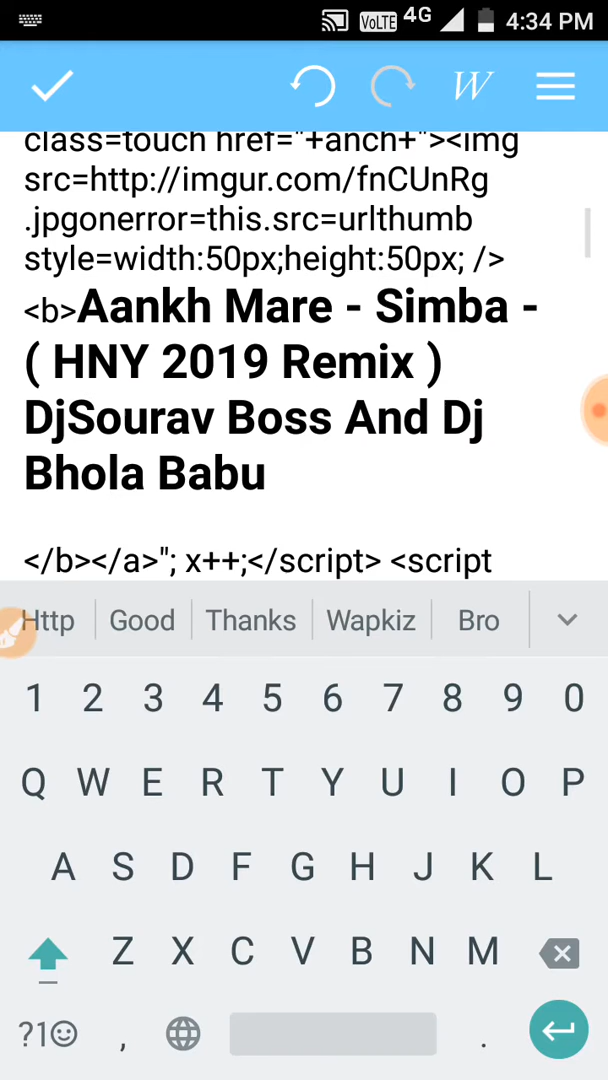 VoLTE 4G 4:34 PM
W
class=touch href="+anch+"><img
src=http://imgur.com/fnCUnRg
.jpgonerror=this.src=urlthumb
style=width:50px;height:50px; />
<b>Aankh Mare - Simba -
( HNY 2019 Remix )
DjSourav Boss And Dj
Bhola Babu
</b></a>"; x++;</script> <script
Http Good Thanks Wapkiz Bro
1 2 3 4 5 6 7 8 9 0
Q W E R T Y U I O P
A S D F G H J K L
Z X C V B N M
?1☺ , .